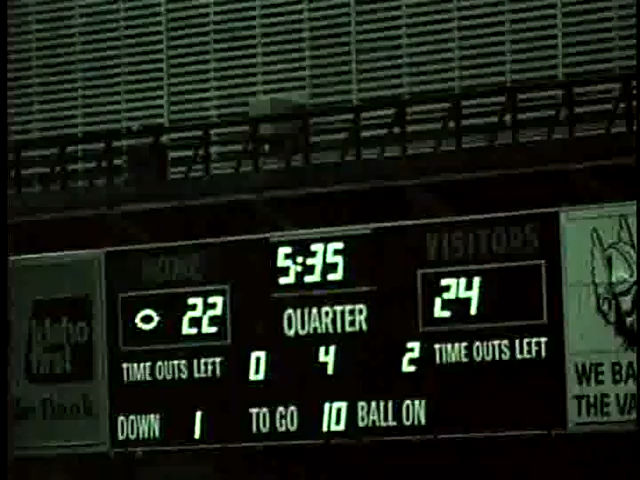 HOME 5:35 VISITORS
22 QUARTER 24
TIME OUTS LEFT 0 4 2 TIME OUTS LEFT
DOWN 1 TO GO 10 BALL ON
Idaho
First
WE BA
THE VA